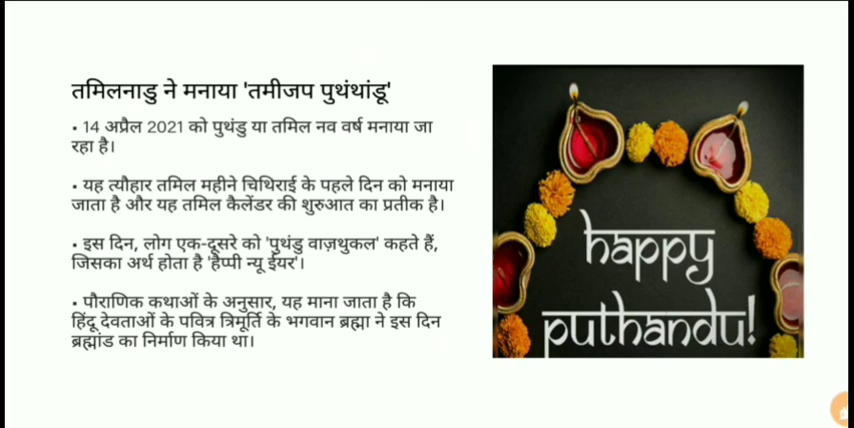 तमिलनाडु ने मनाया 'तमीजप पुथंथांडू'
• 14 अप्रैल 2021 को पुथंडु या तमिल नव वर्ष मनाया जा
रहा है।
• यह त्यौहार तमिल महीने चिथिराई के पहले दिन को मनाया
जाता है और यह तमिल कैलेंडर की शुरुआत का प्रतीक है।
• इस दिन, लोग एक-दूसरे को 'पुथंडु वाज़थुकल' कहते हैं,
जिसका अर्थ होता है 'हैप्पी न्यू ईयर'।
• पौराणिक कथाओं के अनुसार, यह माना जाता है कि
हिंदू देवताओं के पवित्र त्रिमूर्ति के भगवान ब्रह्मा ने इस दिन
ब्रह्मांड का निर्माण किया था।
happy
puthandu!